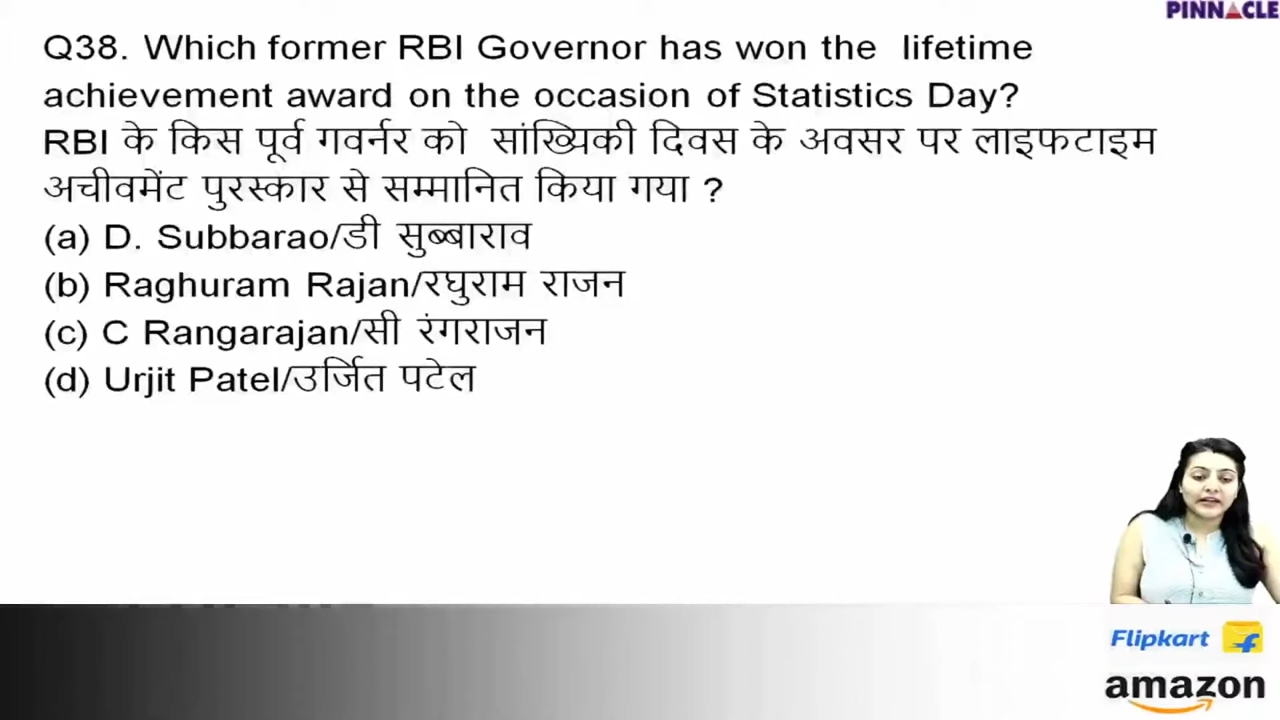 PINNACLE
Q38. Which former RBI Governor has won the lifetime
achievement award on the occasion of Statistics Day?
RBI के किस पूर्व गवर्नर को सांख्यिकी दिवस के अवसर पर लाइफटाइम
अचीवमेंट पुरस्कार से सम्मानित किया गया ?
(a) D. Subbarao/डी सुब्बाराव
(b) Raghuram Rajan/रघुराम राजन
(c) C Rangarajan/सी रंगराजन
(d) Urjit Patel/उर्जित पटेल
Flipkart
amazon